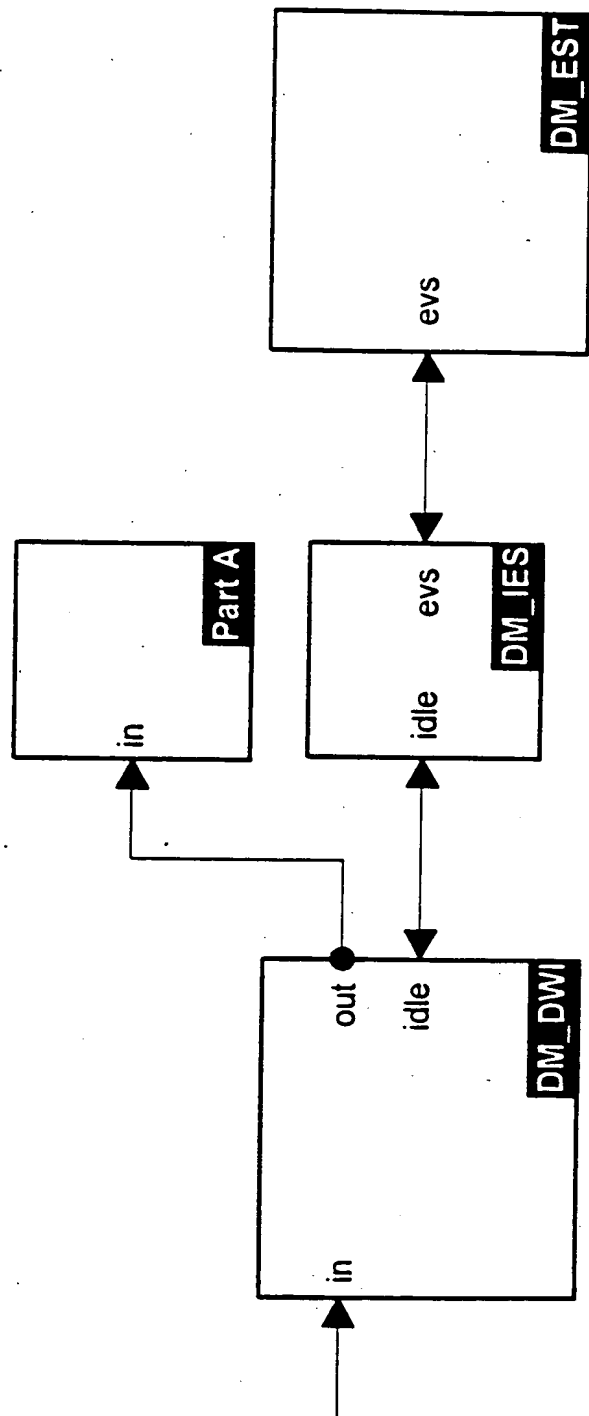 in
out
idle
DM_DWI
in
Part A
idle
evs
DM_IES
evs
DM_EST